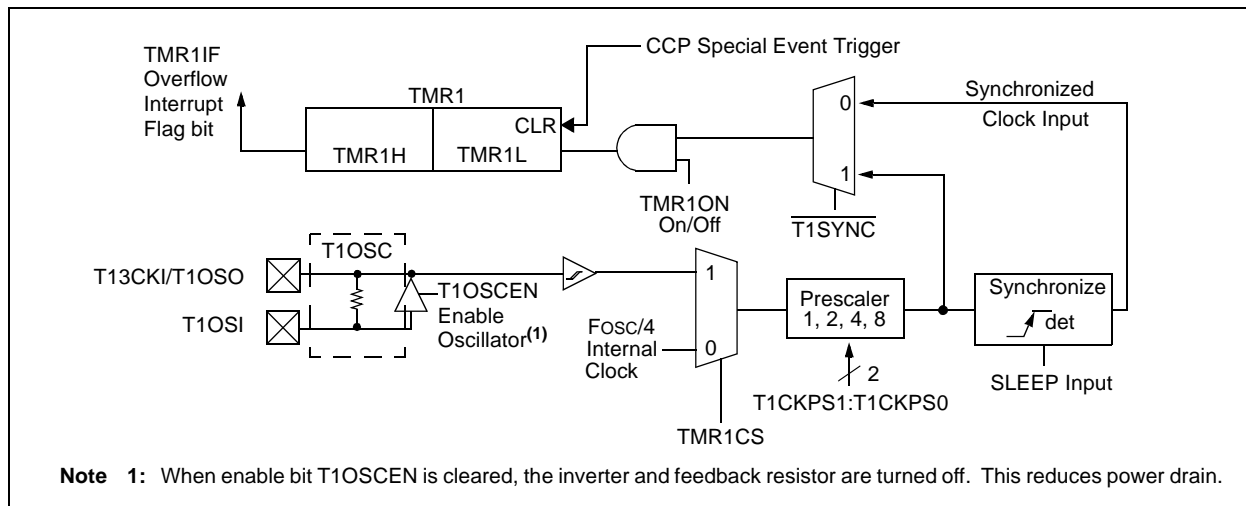 CCP Special Event Trigger
TMR1IF
Overflow
Interrupt
Flag bit
TMR1
CLR
TMR1H
TMR1L
TMR1ON
On/Off
0
1
T1SYNC
Synchronized
Clock Input
T13CKI/T1OSO
T1OSI
T1OSC
T1OSCEN
Enable
Oscillator(1)
FOSC/4
Internal
Clock
1
0
TMR1CS
Prescaler
1, 2, 4, 8
2
T1CKPS1:T1CKPS0
Synchronize
det
SLEEP Input
Note 1: When enable bit T1OSCEN is cleared, the inverter and feedback resistor are turned off. This reduces power drain.